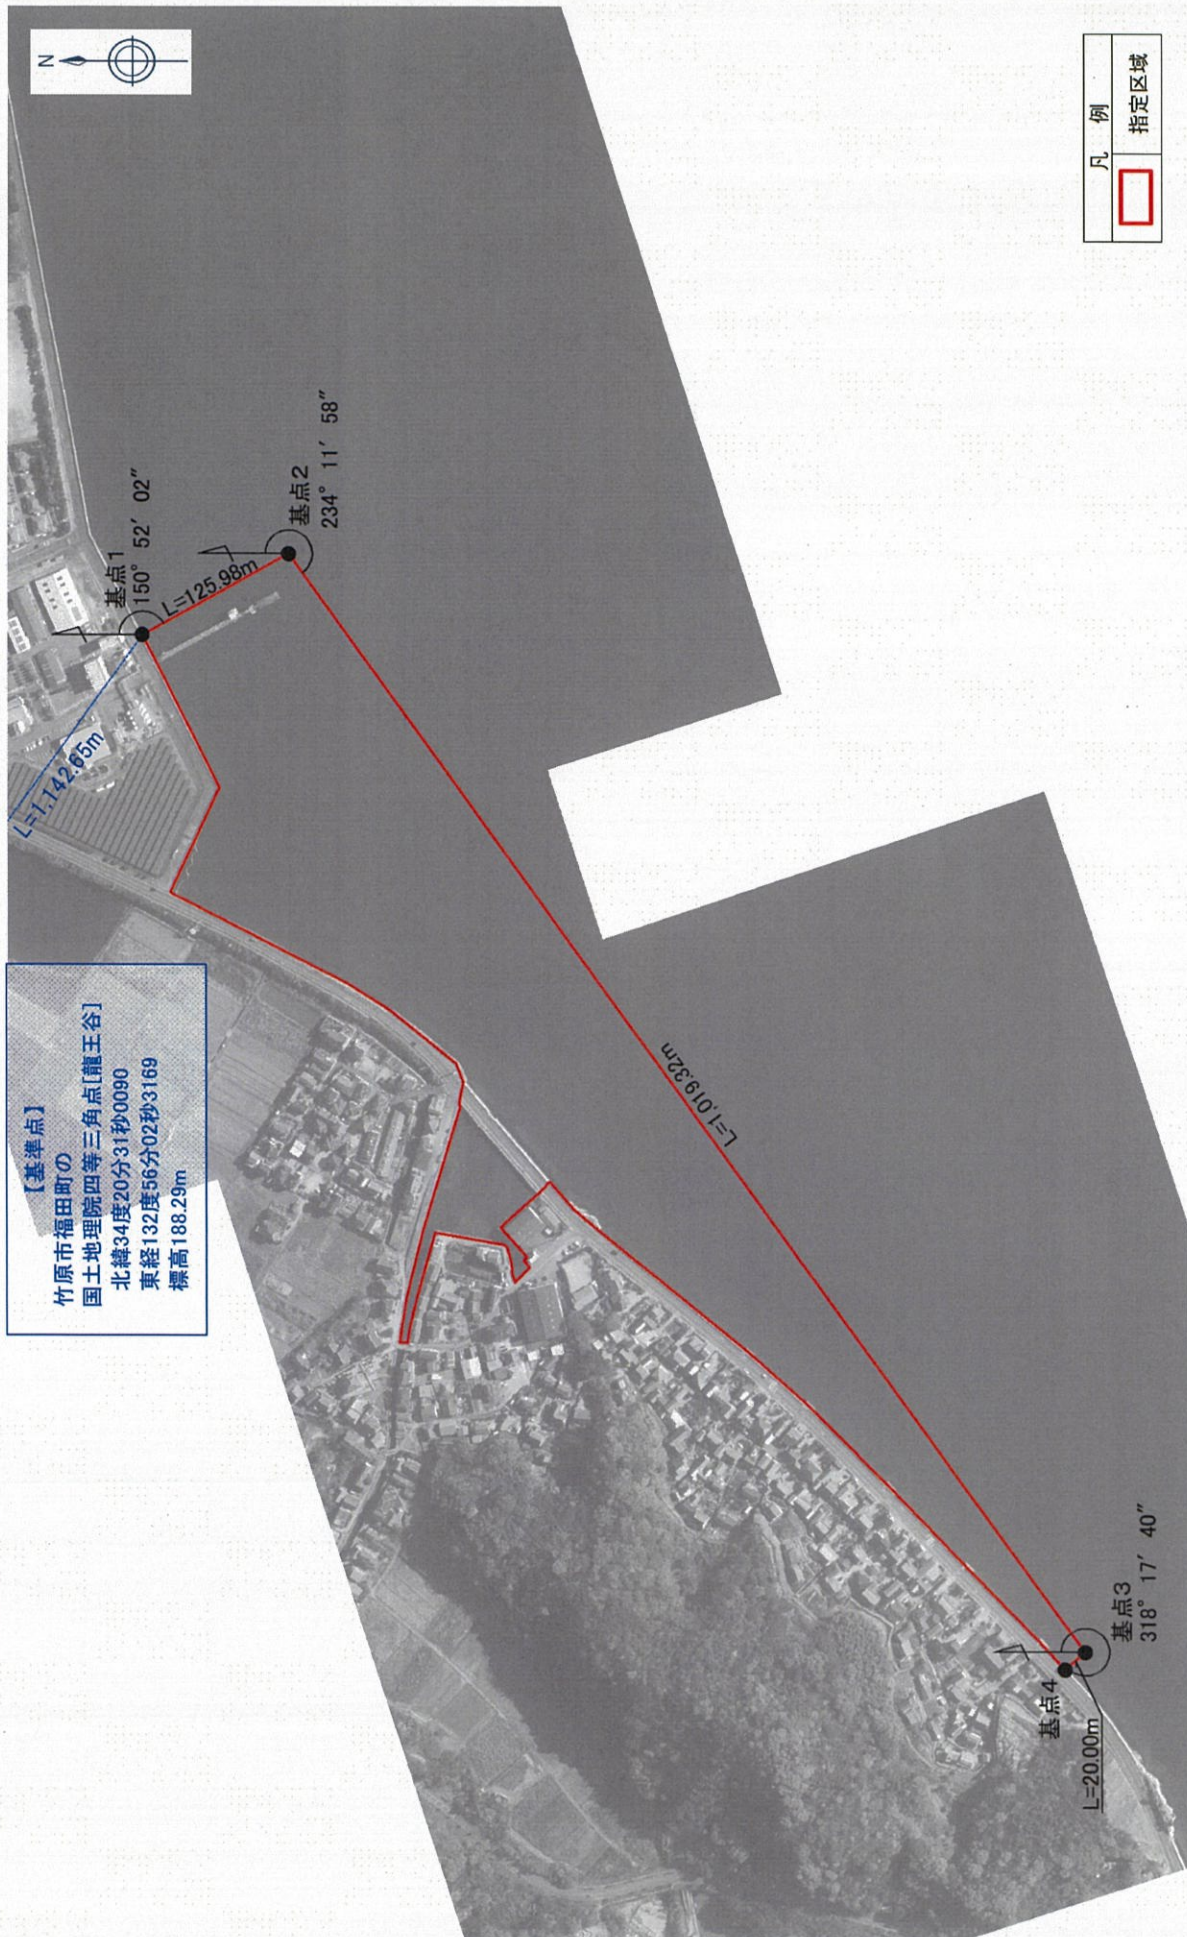 N
凡 例
指定区域
L=1,142.65m
基点1
150° 52′ 02″
L=125.98m
基点2
234° 11′ 58″
【基準点】
竹原市福田町の
国土地理院四等三角点[龍王谷]
北緯34度20分31秒0090
東経132度56分02秒3169
標高188.29m
L=1,019.32m
基点3
318° 17′ 40″
基点4
L=20.00m